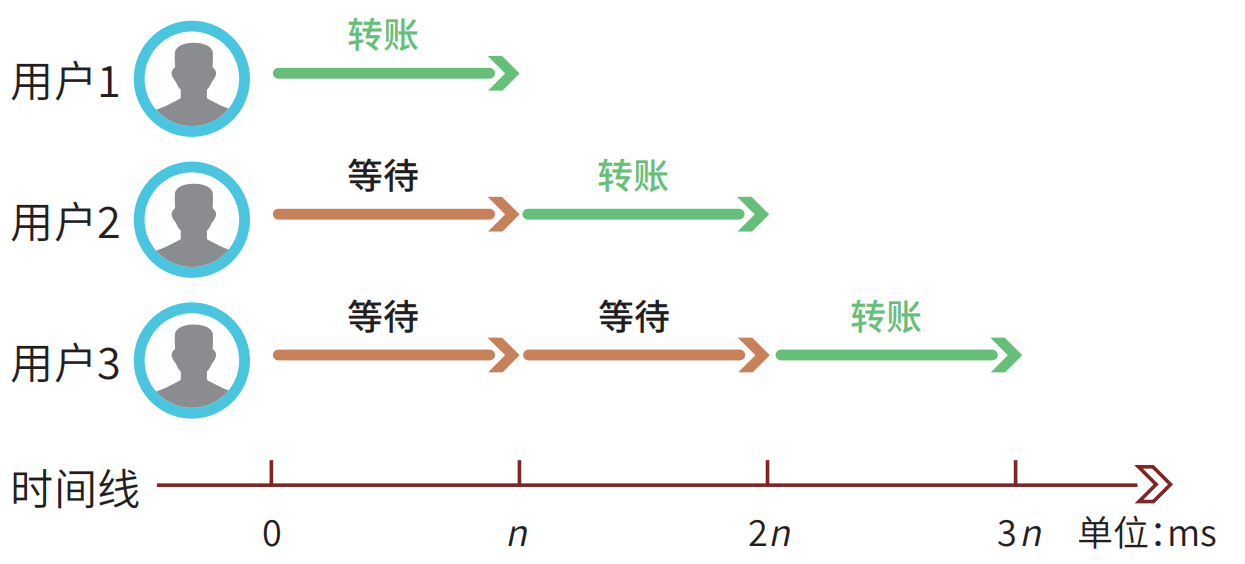 转账
用户1
等待 转账
用户2
等待 等待 转账
用户3
时间线
0 n 2n 3n 单位：ms